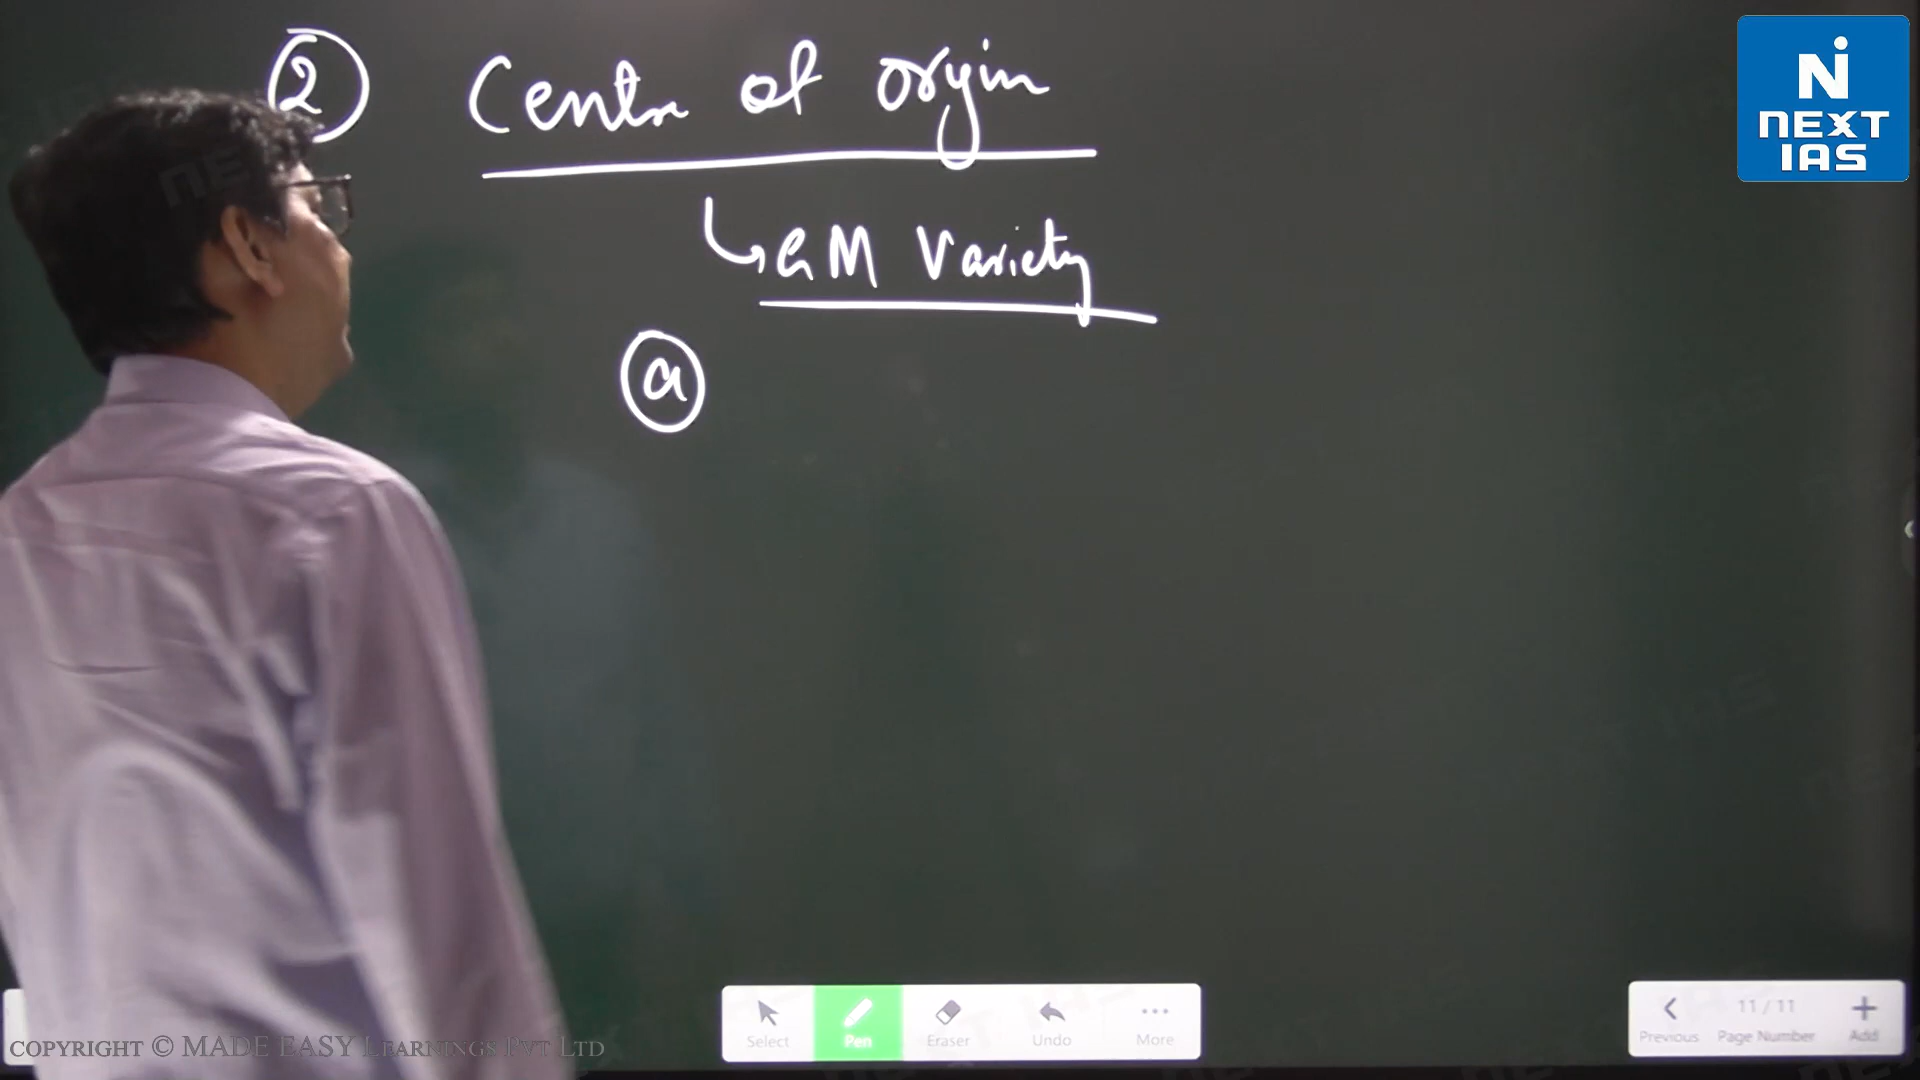 ② Centre of origin
↳ GM Variety
ⓐ
NEXT
IAS
Select
Pen
Eraser
Undo
More
Previous
11 / 11
Page Number
Add
COPYRIGHT © MADE EASY LEARNINGS PVT LTD